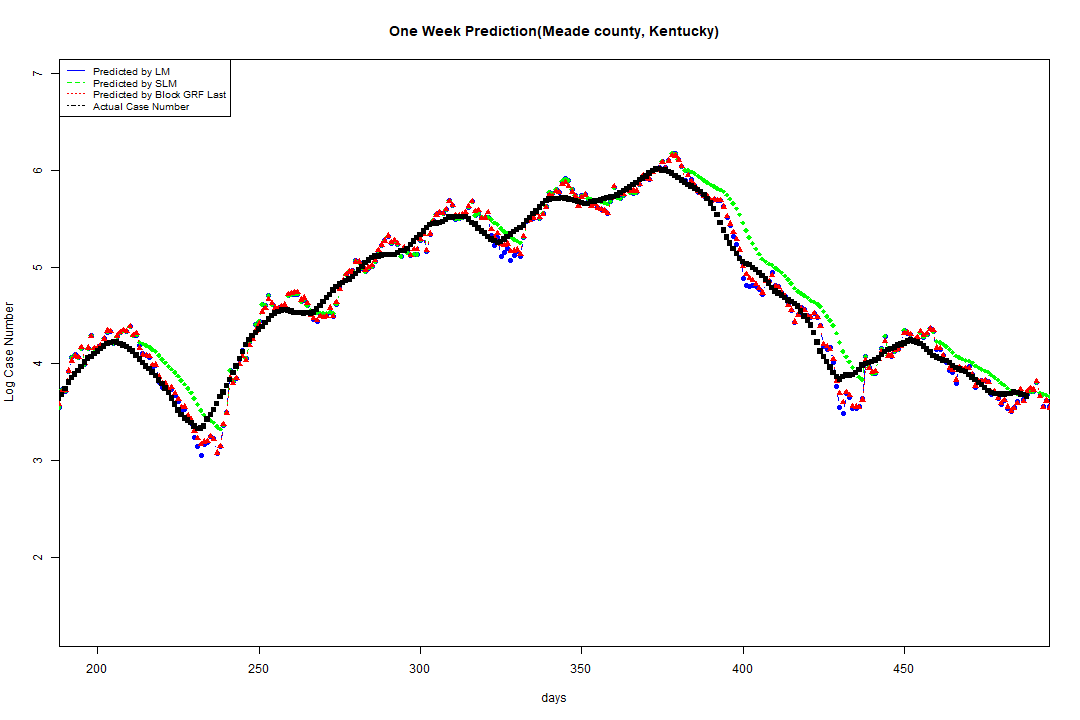 One Week Prediction(Meade county, Kentucky)
Predicted by LM
Predicted by SLM
Predicted by Block GRF Last
Actual Case Number
7
6
5
4
3
2
Log Case Number
200 250 300 350 400 450
days